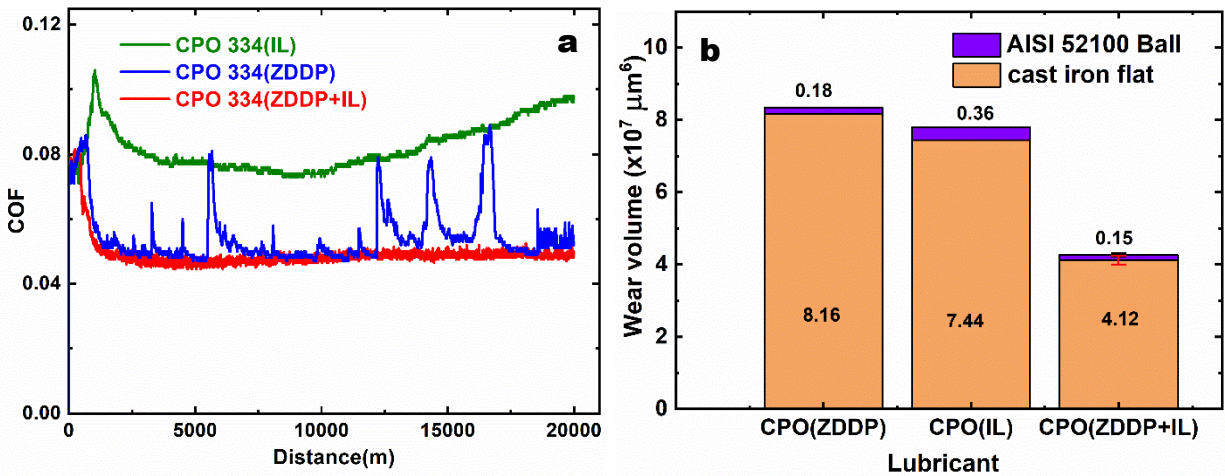 a
CPO 334(IL)
CPO 334(ZDDP)
CPO 334(ZDDP+IL)
COF
0.12
0.08
0.04
0.00
0 5000 10000 15000 20000
Distance(m)
b
AISI 52100 Ball
cast iron flat
Wear volume (x10⁷ μm⁶)
10
8
6
4
2
0
0.18
0.36
0.15
8.16
7.44
4.12
CPO(ZDDP) CPO(IL) CPO(ZDDP+IL)
Lubricant